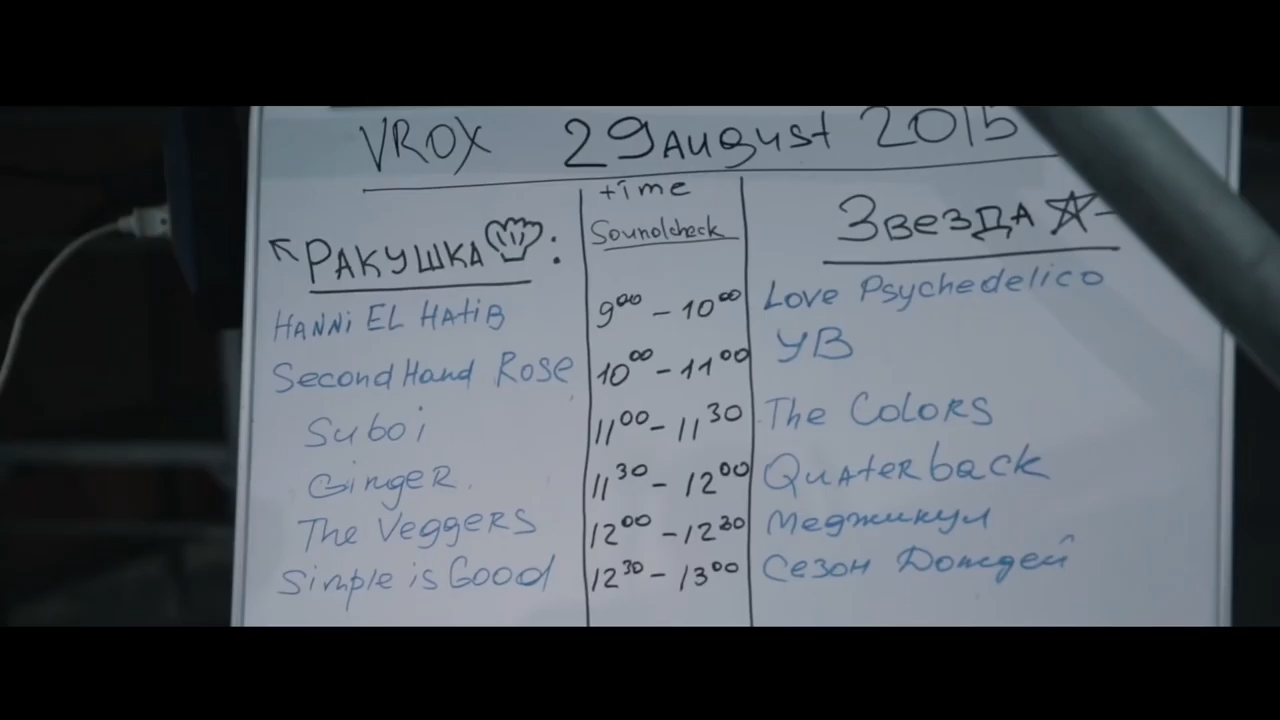 VROX 29 August 2015
time
Soundcheck
РАКУШКА : ЗВЕЗДА
HANNI EL HATIB 9⁰⁰ – 10⁰⁰ Love Psychedelico
Second Hand Rose 10⁰⁰ – 11⁰⁰ УВ
Suboi 11⁰⁰ – 11³⁰ The Colors
Ginger. 11³⁰ – 12⁰⁰ Quaterback
The Veggers 12⁰⁰ – 12³⁰ Меджикул
Simple is Good 12³⁰ – 13⁰⁰ Сезон Дождей